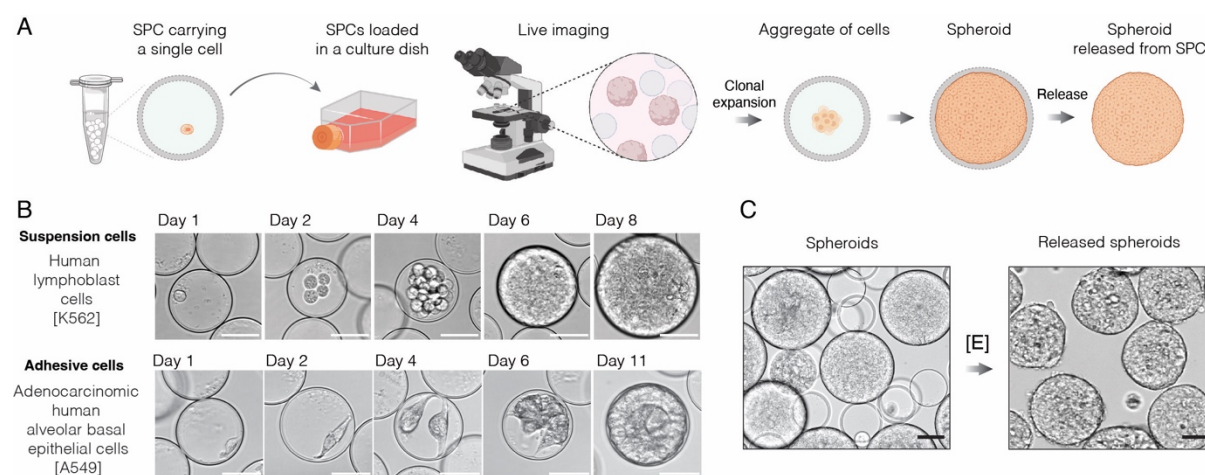 A
SPC carrying
a single cell
SPCs loaded
in a culture dish
Live imaging
Clonal
expansion
Aggregate of cells
Spheroid
Release
Spheroid
released from SPC
B
Suspension cells
Human
lymphoblast
cells
[K562]
Day 1
Day 2
Day 4
Day 6
Day 8
Adhesive cells
Adenocarcinomic
human
alveolar basal
epithelial cells
[A549]
Day 1
Day 2
Day 4
Day 6
Day 11
C
Spheroids
[E]
Released spheroids